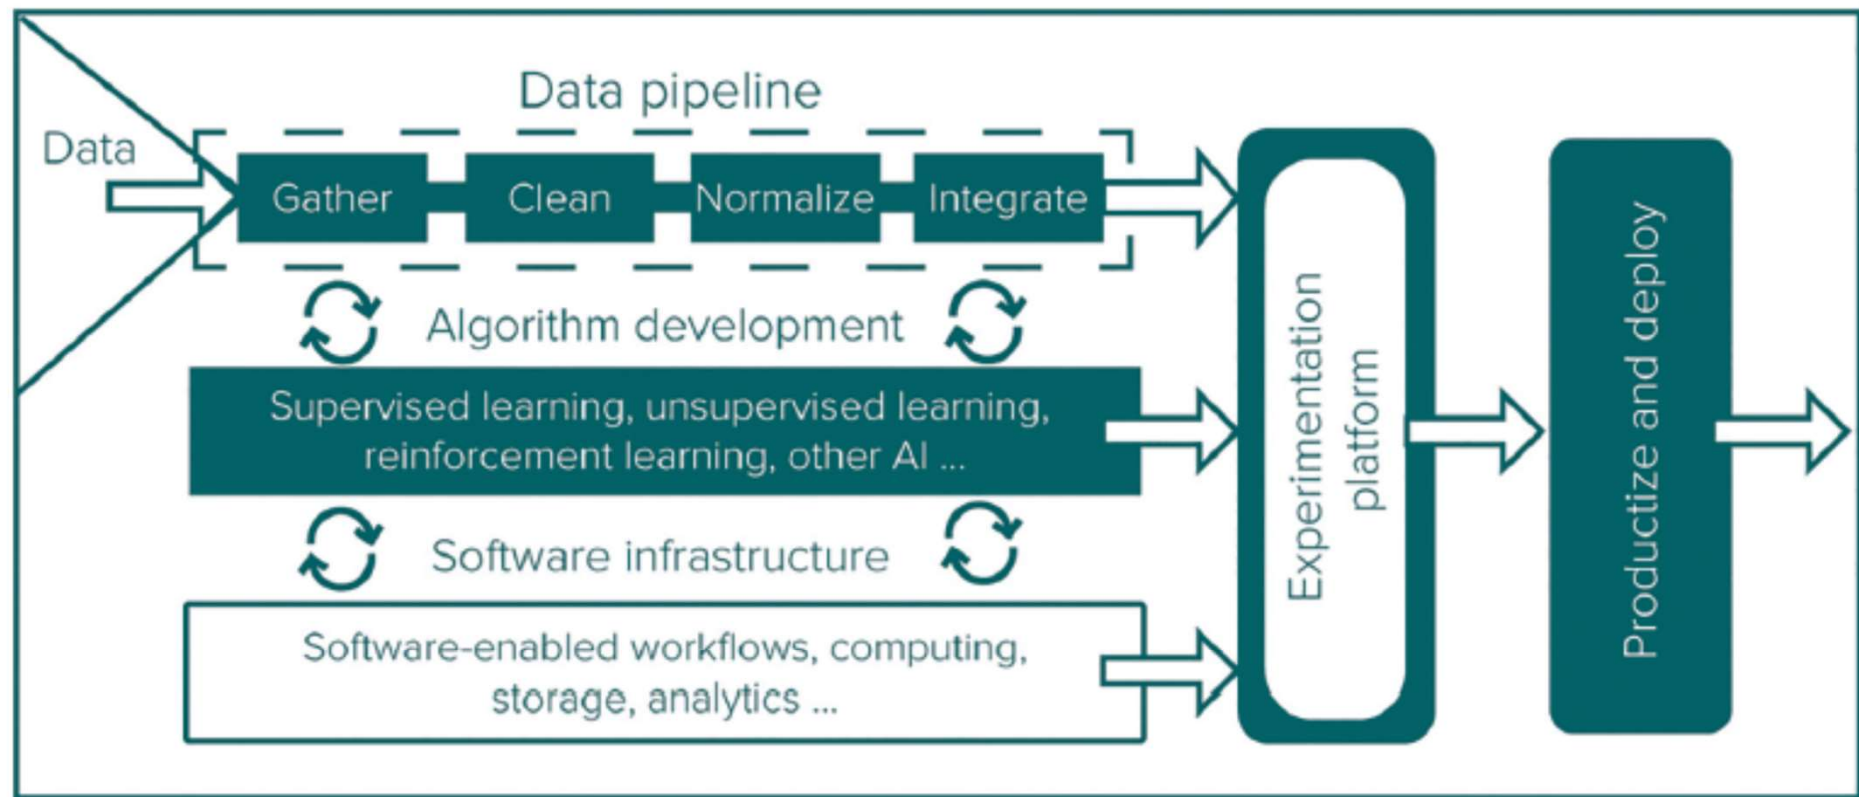 Data pipeline
Data
Gather
Clean
Normalize
Integrate
Algorithm development
Supervised learning, unsupervised learning,
reinforcement learning, other AI ...
Software infrastructure
Software-enabled workflows, computing,
storage, analytics ...
Experimentation
platform
Productize and deploy